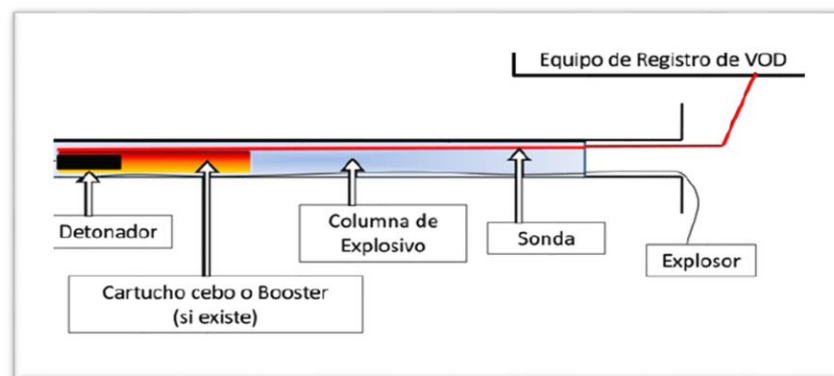 Equipo de Registro de VOD
Detonador
Columna de
Explosivo
Sonda
Explosor
Cartucho cebo o Booster
(si existe)